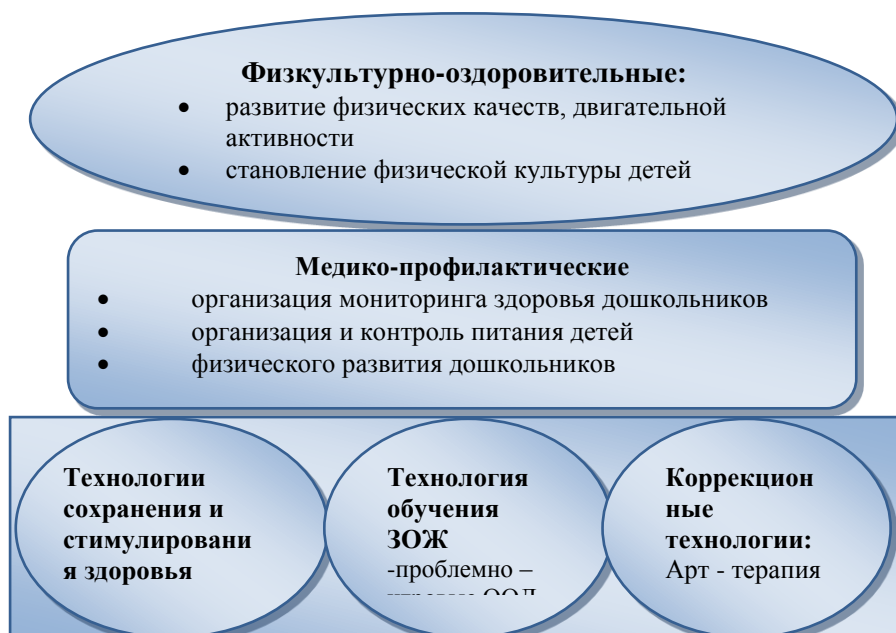 Физкультурно-оздоровительные:
• развитие физических качеств, двигательной
активности
• становление физической культуры детей
Медико-профилактические
• организация мониторинга здоровья дошкольников
• организация и контроль питания детей
• физического развития дошкольников
Технологии
сохранения и
стимулировани
я здоровья
Технология
обучения
ЗОЖ
-проблемно –
Коррекцион
ные
технологии:
Арт - терапия